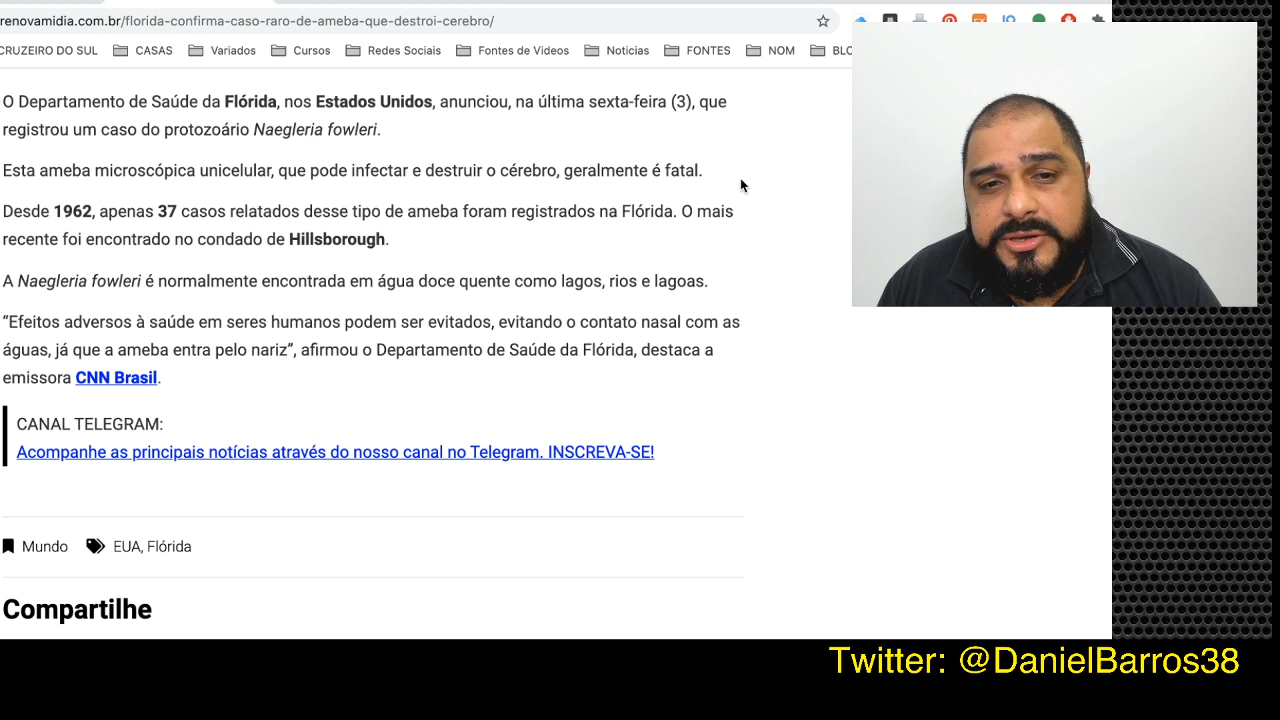 renovamidia.com.br/florida-confirma-caso-raro-de-ameba-que-destroi-cerebro/
CRUZEIRO DO SUL CASAS Variados Cursos Redes Sociais Fontes de Videos Noticias FONTES NOM
O Departamento de Saúde da Flórida, nos Estados Unidos, anunciou, na última sexta-feira (3), que
registrou um caso do protozoário Naegleria fowleri.
Esta ameba microscópica unicelular, que pode infectar e destruir o cérebro, geralmente é fatal.
Desde 1962, apenas 37 casos relatados desse tipo de ameba foram registrados na Flórida. O mais
recente foi encontrado no condado de Hillsborough.
A Naegleria fowleri é normalmente encontrada em água doce quente como lagos, rios e lagoas.
“Efeitos adversos à saúde em seres humanos podem ser evitados, evitando o contato nasal com as
águas, já que a ameba entra pelo nariz”, afirmou o Departamento de Saúde da Flórida, destaca a
emissora CNN Brasil.
CANAL TELEGRAM:
Acompanhe as principais notícias através do nosso canal no Telegram. INSCREVA-SE!
Mundo EUA, Flórida
Compartilhe
Twitter: @DanielBarros38